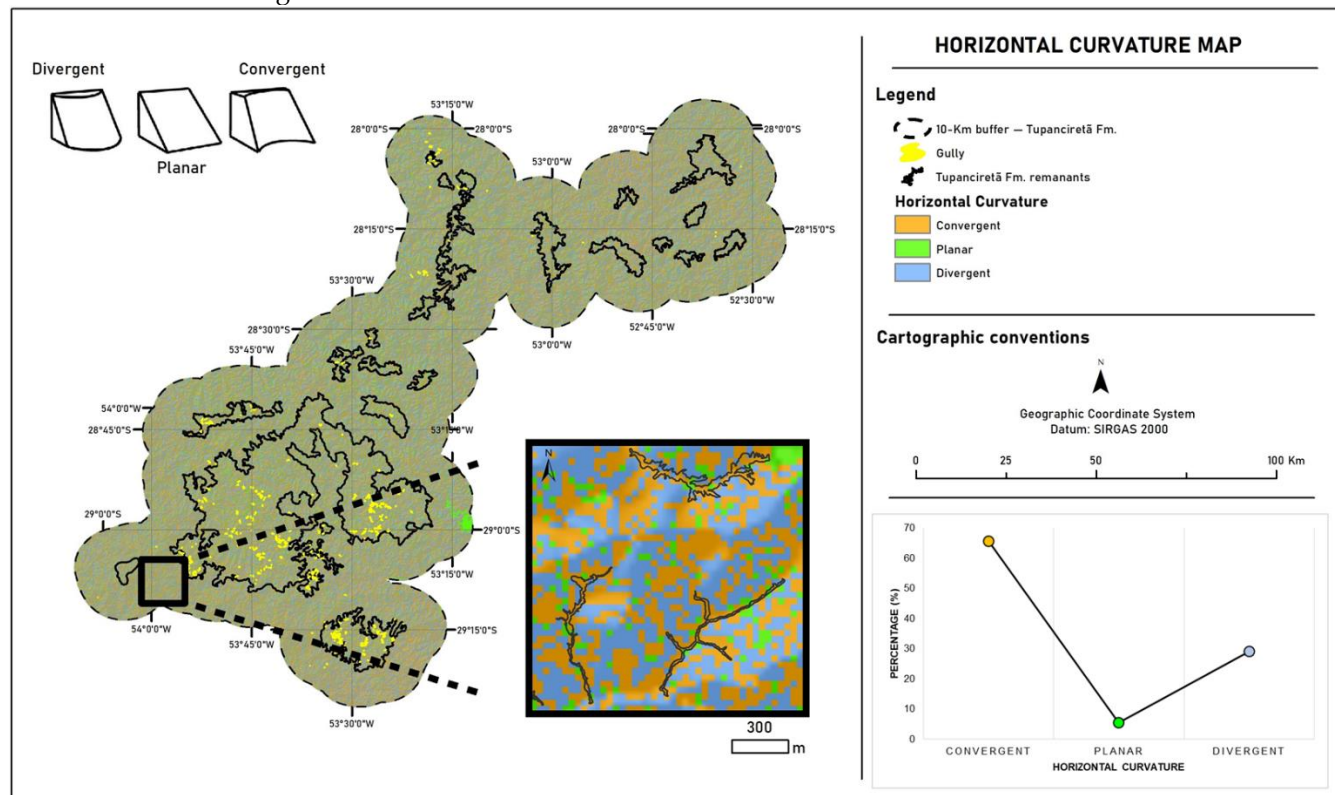 Divergent
Convergent
Planar
53°15'0"W
28°0'0"S
28°0'0"S
28°0'0"S
28°0'0"S
53°0'0"W
28°15'0"S
28°15'0"S
53°30'0"W
52°30'0"W
28°30'0"S
28°30'0"S
52°45'0"W
53°45'0"W
53°0'0"W
54°0'0"W
28°45'0"S
53°15'0"W
29°0'0"S
29°0'0"S
53°15'0"W
54°0'0"W
53°45'0"W
29°15'0"S
53°30'0"W
N
300
m
HORIZONTAL CURVATURE MAP
Legend
10-Km buffer — Tupanciretã Fm.
Gully
Tupanciretã Fm. remanants
Horizontal Curvature
Convergent
Planar
Divergent
Cartographic conventions
N
Geographic Coordinate System
Datum: SIRGAS 2000
0 25 50 100 Km
70
60
50
40
30
20
10
0
PERCENTAGE (%)
CONVERGENT PLANAR DIVERGENT
HORIZONTAL CURVATURE